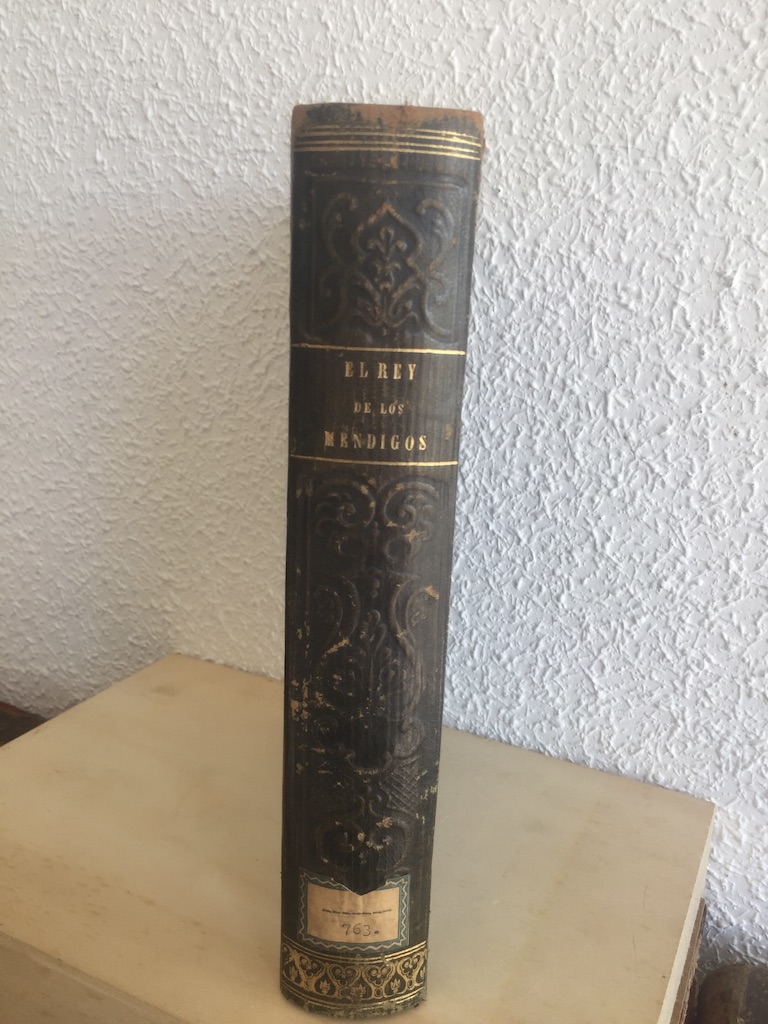 EL REY
DE LOS
MENDIGOS
763.